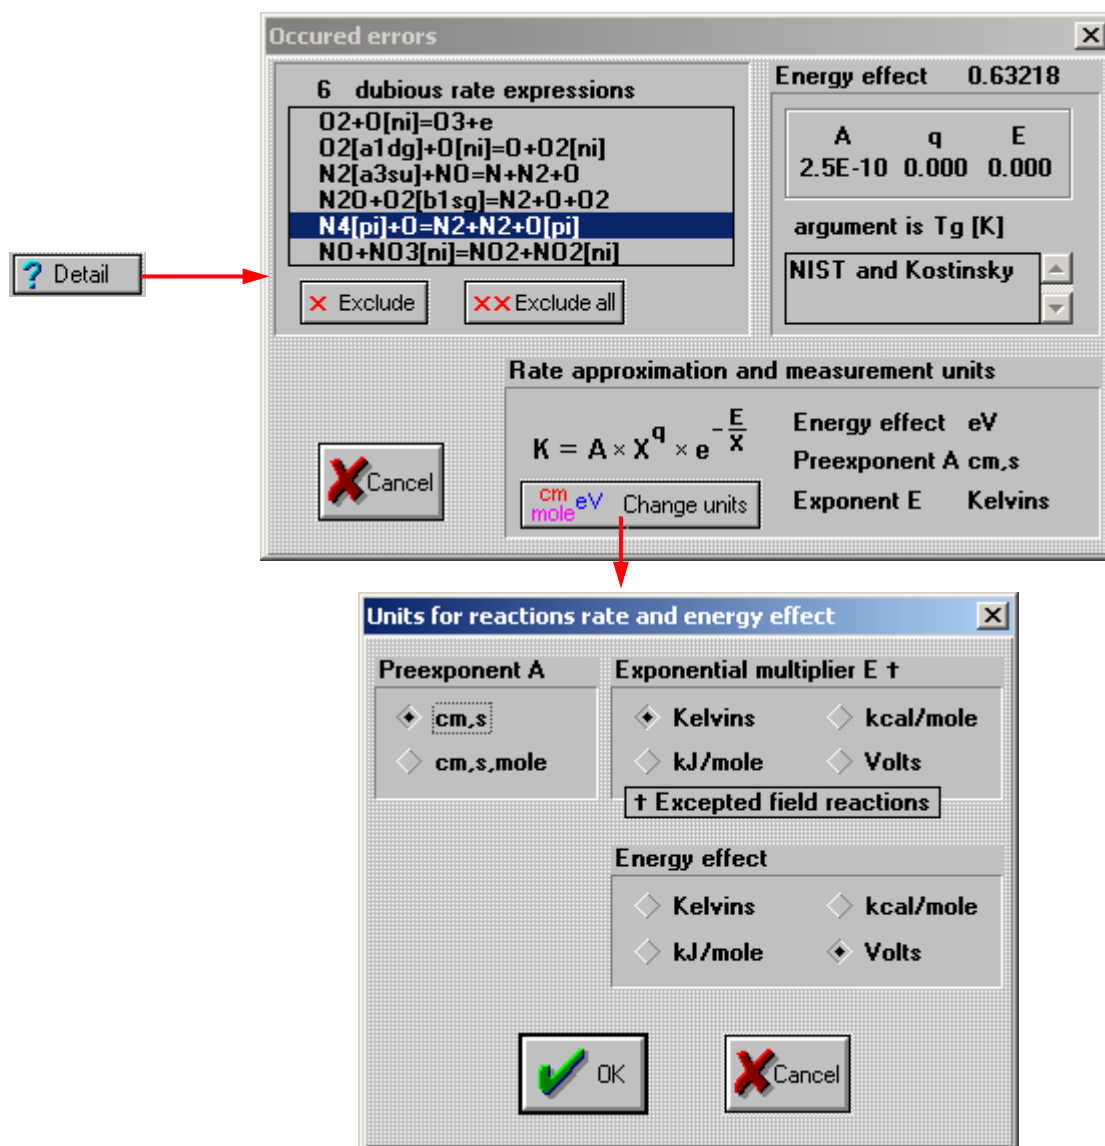 Occured errors
6 dubious rate expressions
O2+O[ni]=O3+e
O2[a1dg]+O[ni]=O+O2[ni]
N2[a3su]+NO=N+N2+O
N2O+O2[b1sg]=N2+O+O2
N4[pi]+O=N2+N2+O[pi]
NO+NO3[ni]=NO2+NO2[ni]
Exclude
Exclude all
Energy effect 0.63218
A q E
2.5E-10 0.000 0.000
argument is Tg [K]
NIST and Kostinsky
? Detail
Cancel
Rate approximation and measurement units
K = A × X^q × e^(-E/X)
cm
mole
eV
Change units
Energy effect eV
Preexponent A cm,s
Exponent E Kelvins
Units for reactions rate and energy effect
Preexponent A
cm,s
cm,s,mole
Exponential multiplier E †
Kelvins kcal/mole
kJ/mole Volts
† Excepted field reactions
Energy effect
Kelvins kcal/mole
kJ/mole Volts
OK
Cancel